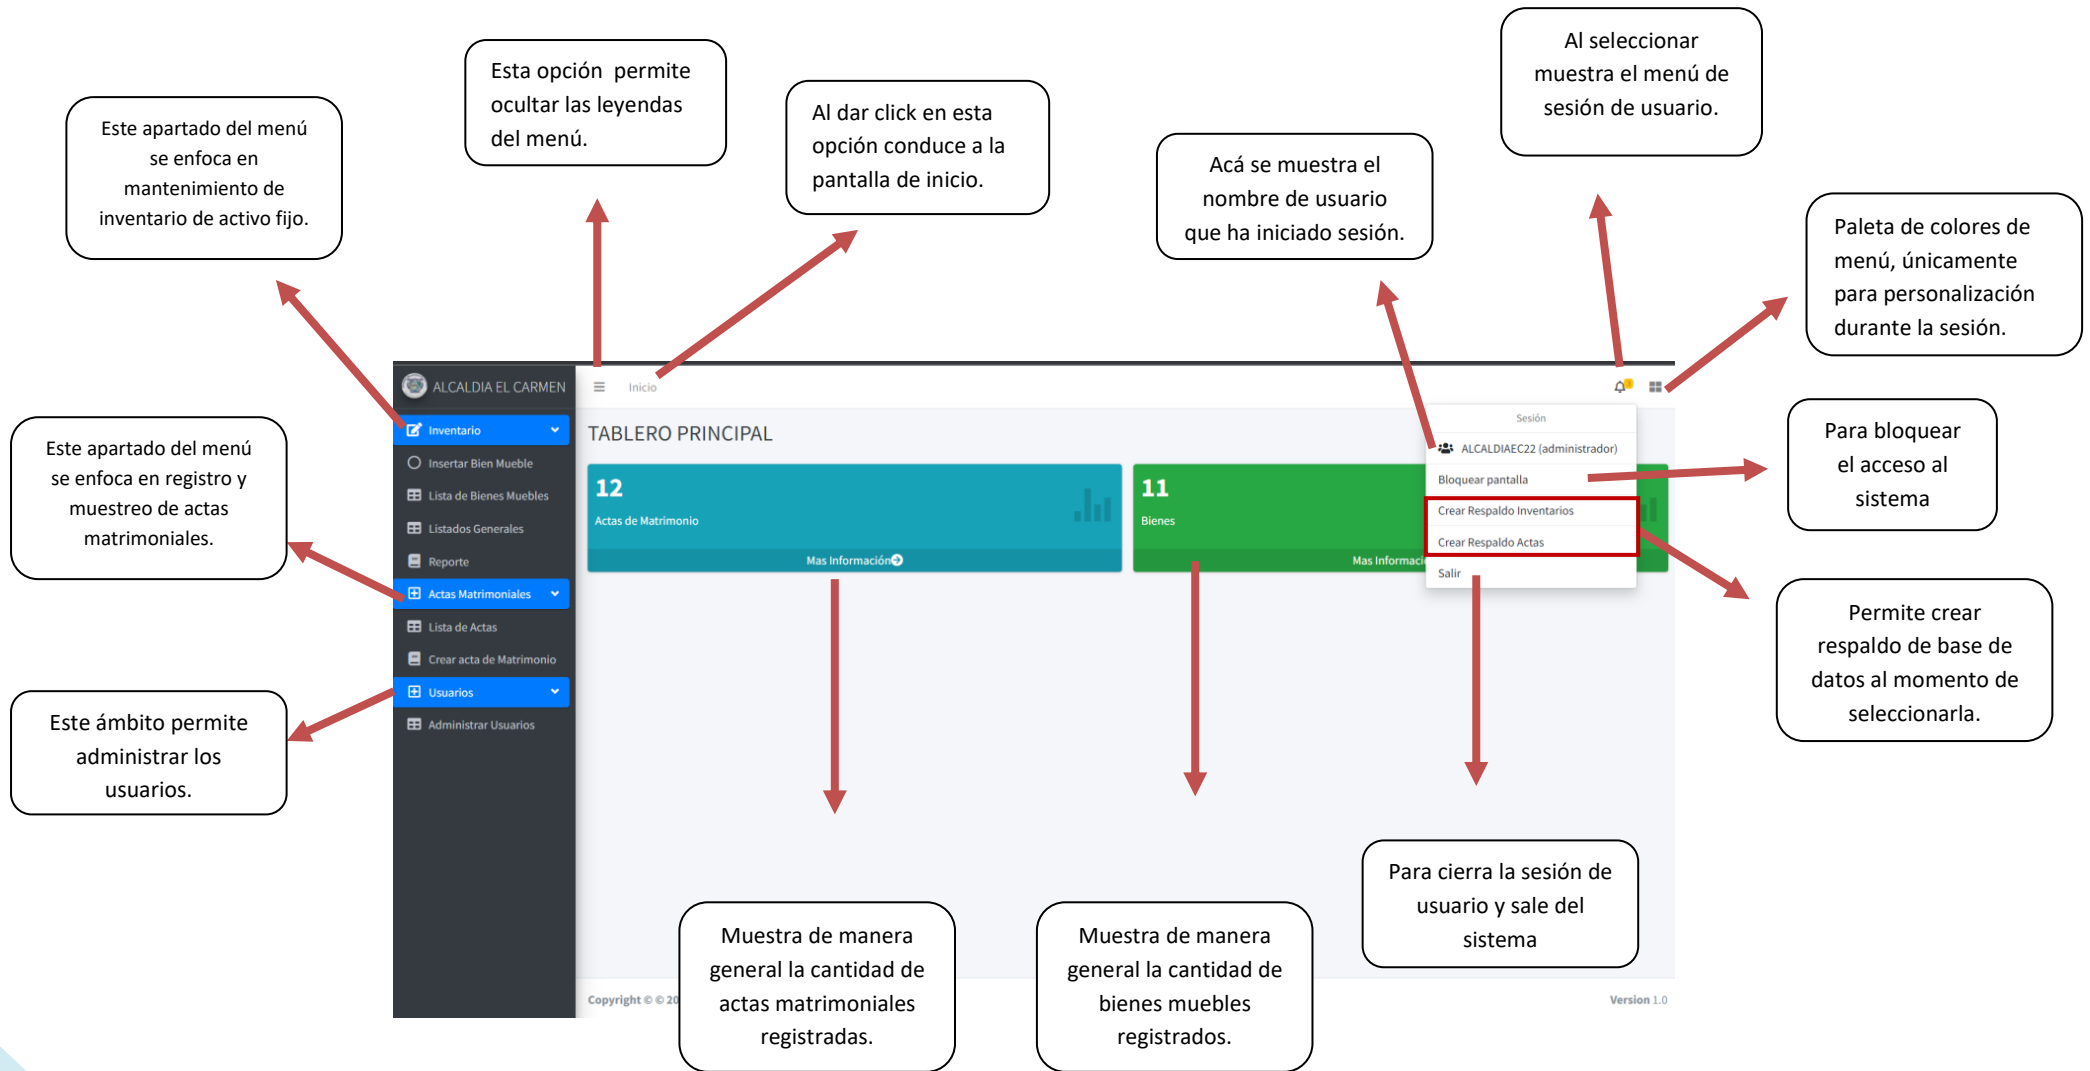 Al seleccionar
muestra el menú de
sesión de usuario.
Esta opción  permite
ocultar las leyendas
del menú.
Al dar click en esta
opción conduce a la
pantalla de inicio.
Este apartado del menú
se enfoca en
mantenimiento de
inventario de activo fijo.
Acá se muestra el
nombre de usuario
que ha iniciado sesión.
Paleta de colores de
menú, únicamente
para personalización
durante la sesión.
ALCALDIA EL CARMEN
Inicio
Inventario
Insertar Bien Mueble
Lista de Bienes Muebles
Listados Generales
Reporte
Actas Matrimoniales
Lista de Actas
Crear acta de Matrimonio
Usuarios
Administrar Usuarios
TABLERO PRINCIPAL
12
Actas de Matrimonio
Mas Información
11
Bienes
Mas Informaci
Sesión
ALCALDIAEC22 (administrador)
Bloquear pantalla
Crear Respaldo Inventarios
Crear Respaldo Actas
Salir
Este apartado del menú
se enfoca en registro y
muestreo de actas
matrimoniales.
Para bloquear
el acceso al
sistema
Permite crear
respaldo de base de
datos al momento de
seleccionarla.
Este ámbito permite
administrar los
usuarios.
Para cierra la sesión de
usuario y sale del
sistema
Muestra de manera
general la cantidad de
actas matrimoniales
registradas.
Muestra de manera
general la cantidad de
bienes muebles
registrados.
Copyright © © 20
Version 1.0